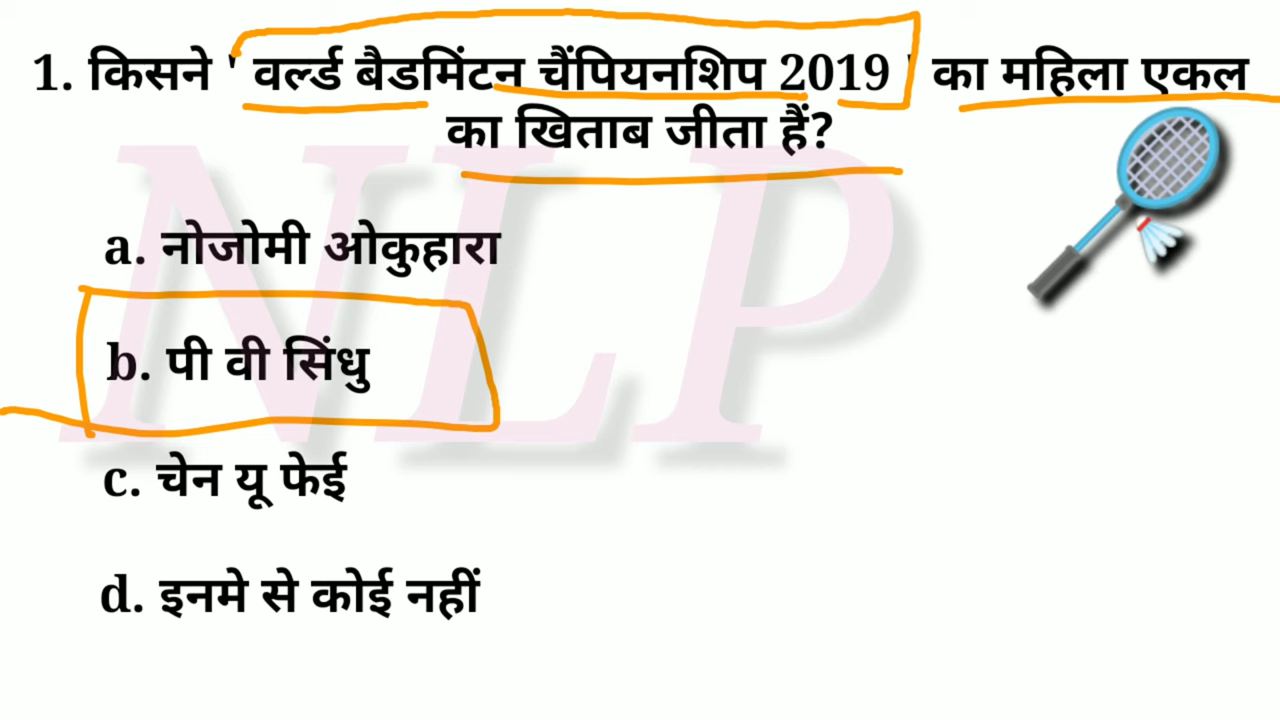 1. किसने ' वर्ल्ड बैडमिंटन चैंपियनशिप 2019 ' का महिला एकल
का खिताब जीता हैं?
a. नोजोमी ओकुहारा
b. पी वी सिंधु
c. चेन यू फेई
d. इनमे से कोई नहीं
NLP